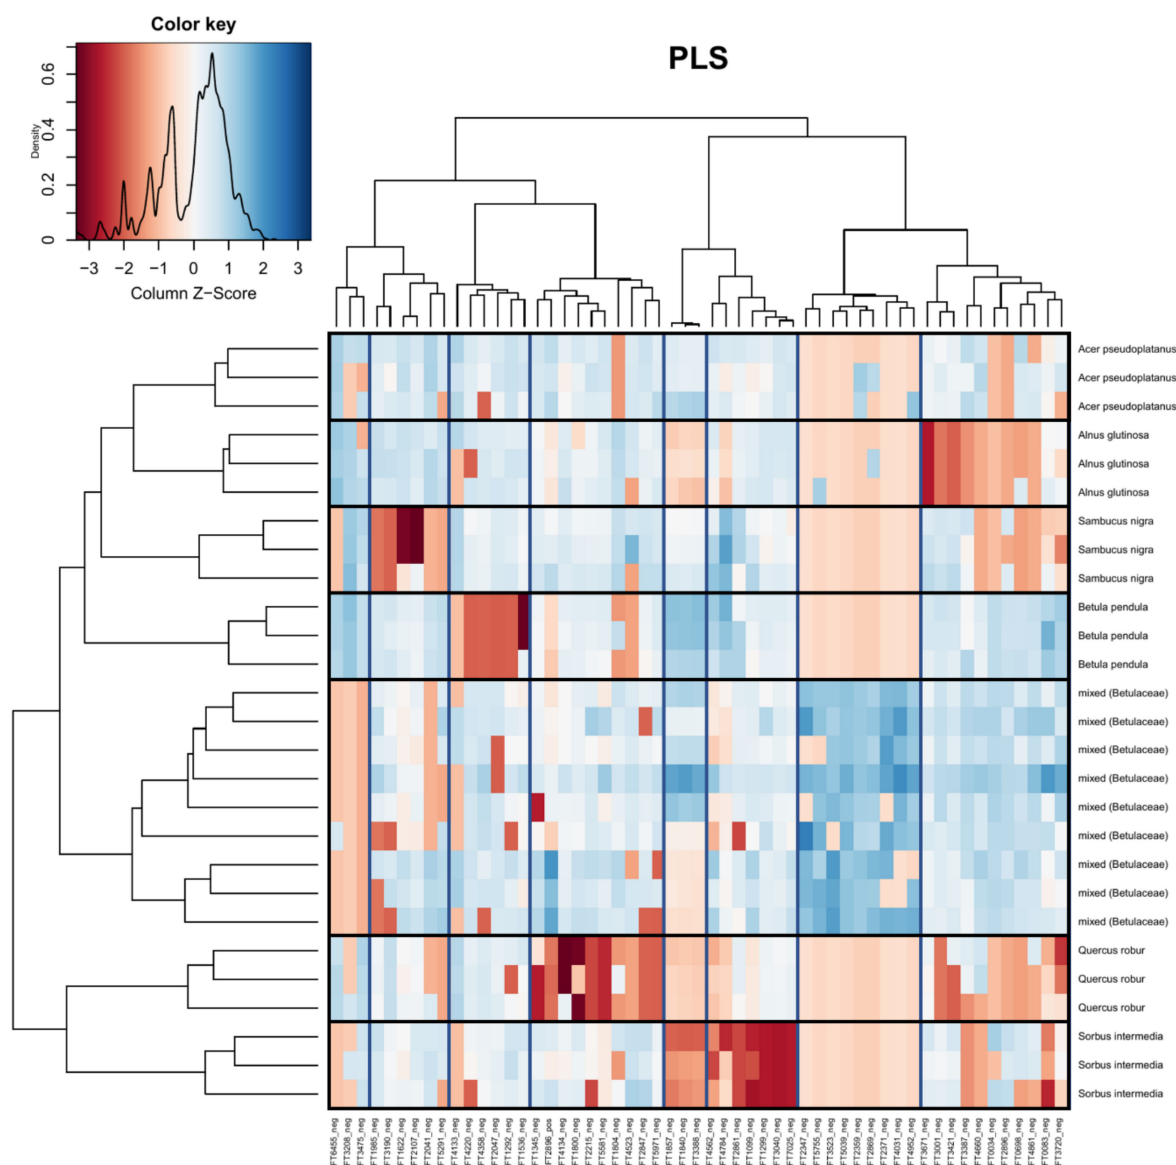 Color key
PLS
Density
0 0.2 0.4 0.6
−3 −2 −1 0 1 2 3
Column Z−Score
Acer pseudoplatanus
Acer pseudoplatanus
Acer pseudoplatanus
Alnus glutinosa
Alnus glutinosa
Alnus glutinosa
Sambucus nigra
Sambucus nigra
Sambucus nigra
Betula pendula
Betula pendula
Betula pendula
mixed (Betulaceae)
mixed (Betulaceae)
mixed (Betulaceae)
mixed (Betulaceae)
mixed (Betulaceae)
mixed (Betulaceae)
mixed (Betulaceae)
mixed (Betulaceae)
mixed (Betulaceae)
Quercus robur
Quercus robur
Quercus robur
Sorbus intermedia
Sorbus intermedia
Sorbus intermedia
FT6455_neg
FT3208_neg
FT3475_neg
FT1985_neg
FT3190_neg
FT1622_neg
FT2107_neg
FT2041_neg
FT5291_neg
FT4133_neg
FT4220_neg
FT4358_neg
FT2047_neg
FT1292_neg
FT1536_neg
FT1345_neg
FT2896_pos
FT4134_neg
FT1800_neg
FT2215_neg
FT5581_neg
FT1804_neg
FT4523_neg
FT2847_neg
FT5971_neg
FT1857_neg
FT1840_neg
FT3388_neg
FT4562_neg
FT4784_neg
FT2861_neg
FT1099_neg
FT1299_neg
FT3040_neg
FT7025_neg
FT2347_neg
FT5755_neg
FT3523_neg
FT5039_neg
FT2359_neg
FT2869_neg
FT2371_neg
FT4031_neg
FT4952_neg
FT3671_neg
FT3001_neg
FT3421_neg
FT3387_neg
FT4660_neg
FT0034_neg
FT2896_neg
FT0698_neg
FT4861_neg
FT0083_neg
FT3720_neg